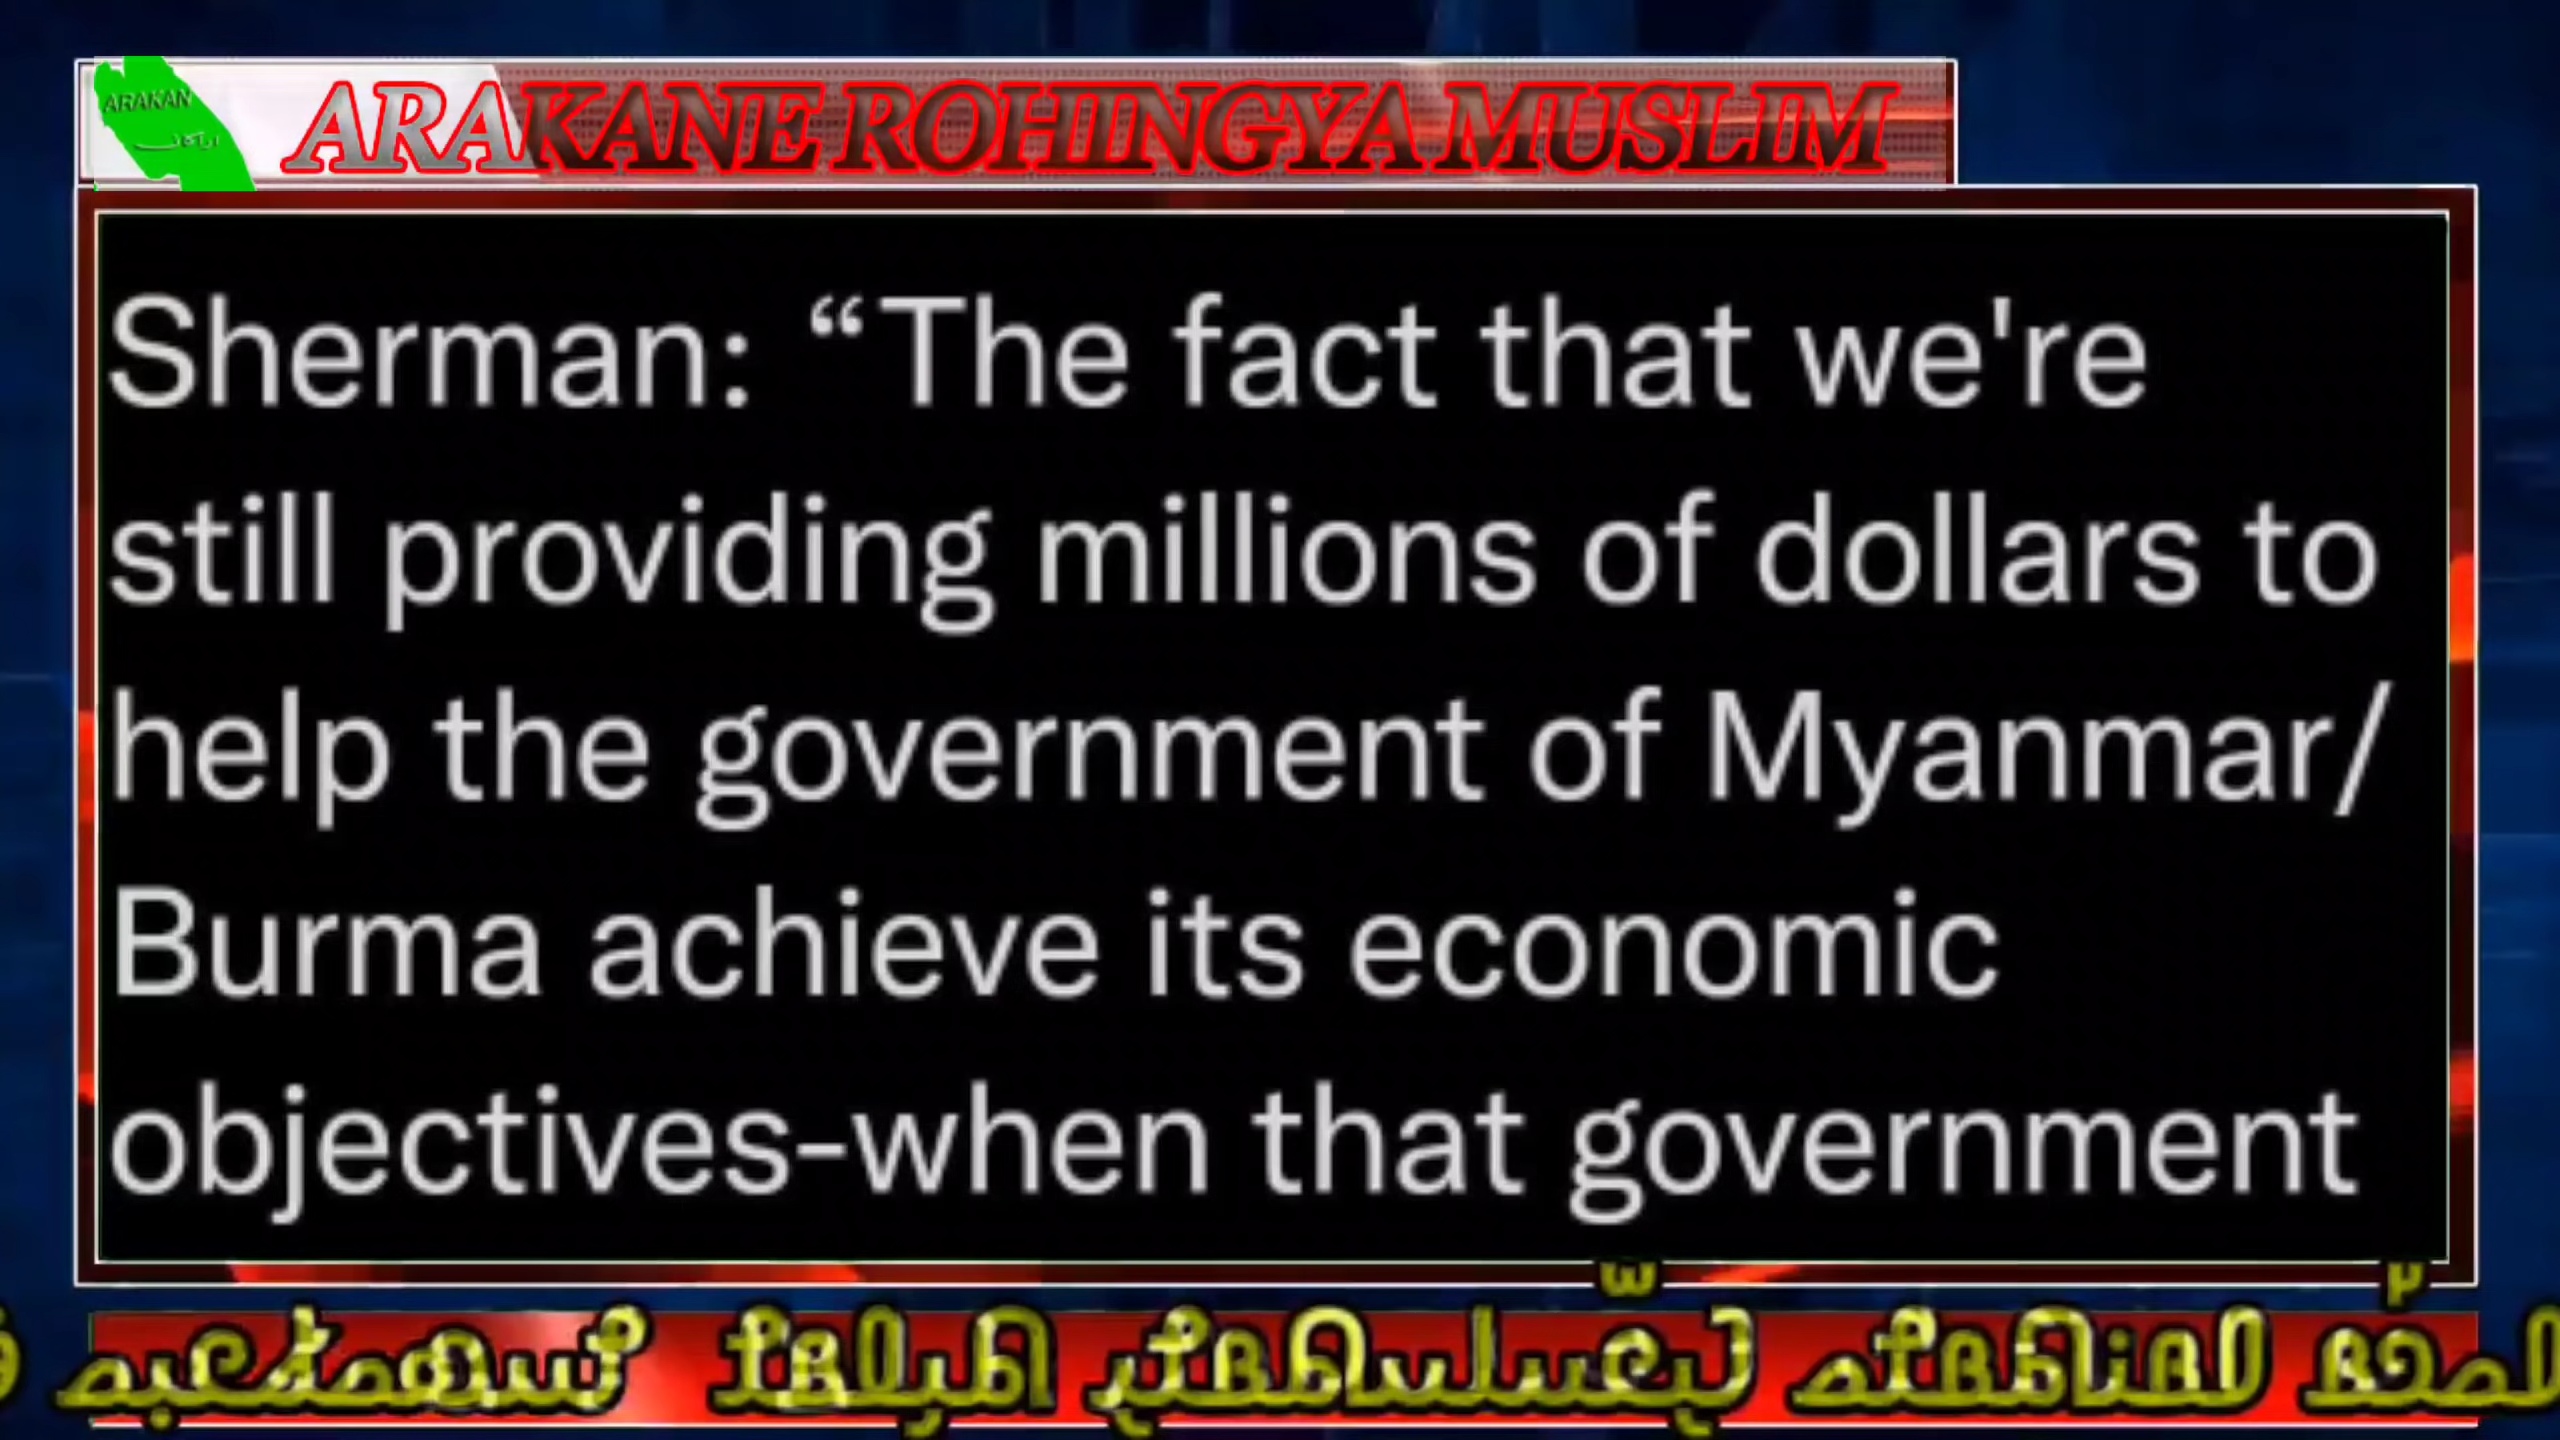 ARAKAN
اراكان
ARAKANE ROHINGYA MUSLIM
Sherman: “The fact that we're
still providing millions of dollars to
help the government of Myanmar/
Burma achieve its economic
objectives-when that government